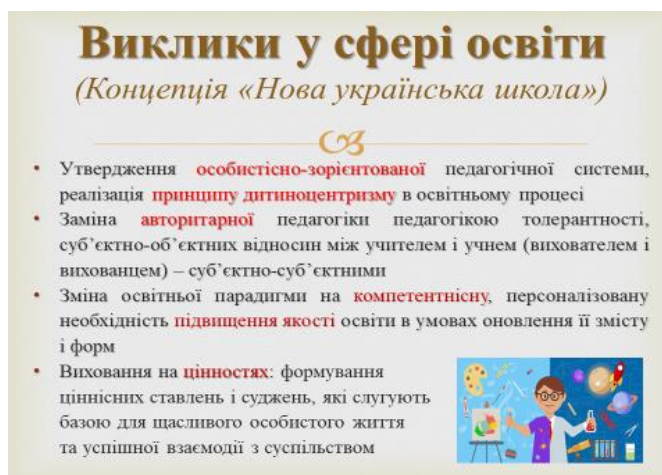 Виклики у сфері освіти
(Концепція «Нова українська школа»)
• Утвердження особистісно-зорієнтованої педагогічної системи,
реалізація принципу дитиноцентризму в освітньому процесі
• Заміна авторитарної педагогіки педагогікою толерантності,
суб’єктно-об’єктних відносин між учителем і учнем (вихователем і
вихованцем) – суб’єктно-суб’єктними
• Зміна освітньої парадигми на компетентнісну, персоналізовану
необхідність підвищення якості освіти в умовах оновлення її змісту
і форм
• Виховання на цінностях: формування
ціннісних ставлень і суджень, які слугують
базою для щасливого особистого життя
та успішної взаємодії з суспільством